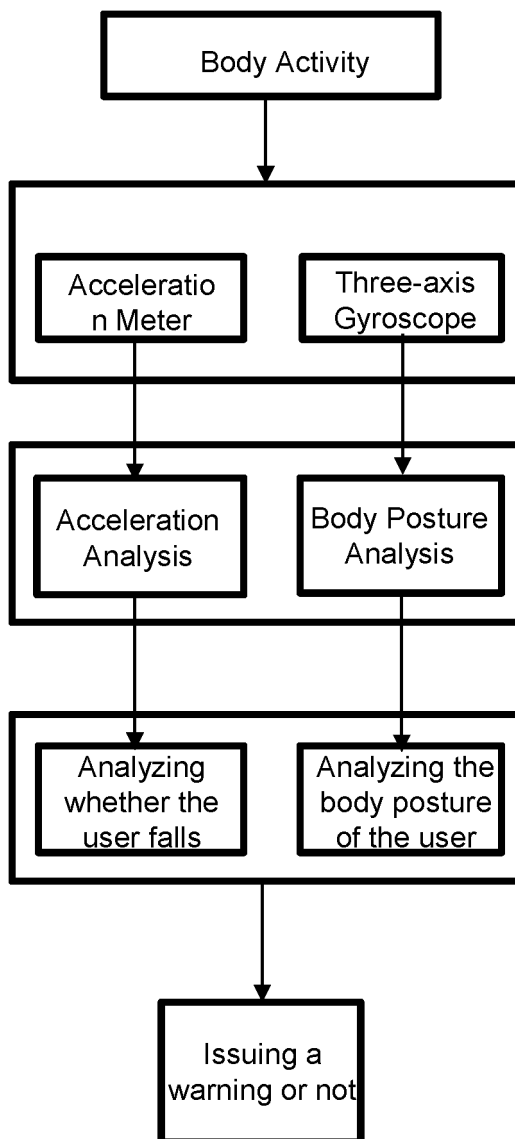 Body Activity
Acceleratio
n Meter
Three-axis
Gyroscope
Acceleration
Analysis
Body Posture
Analysis
Analyzing
whether the
user falls
Analyzing the
body posture
of the user
Issuing a
warning or not